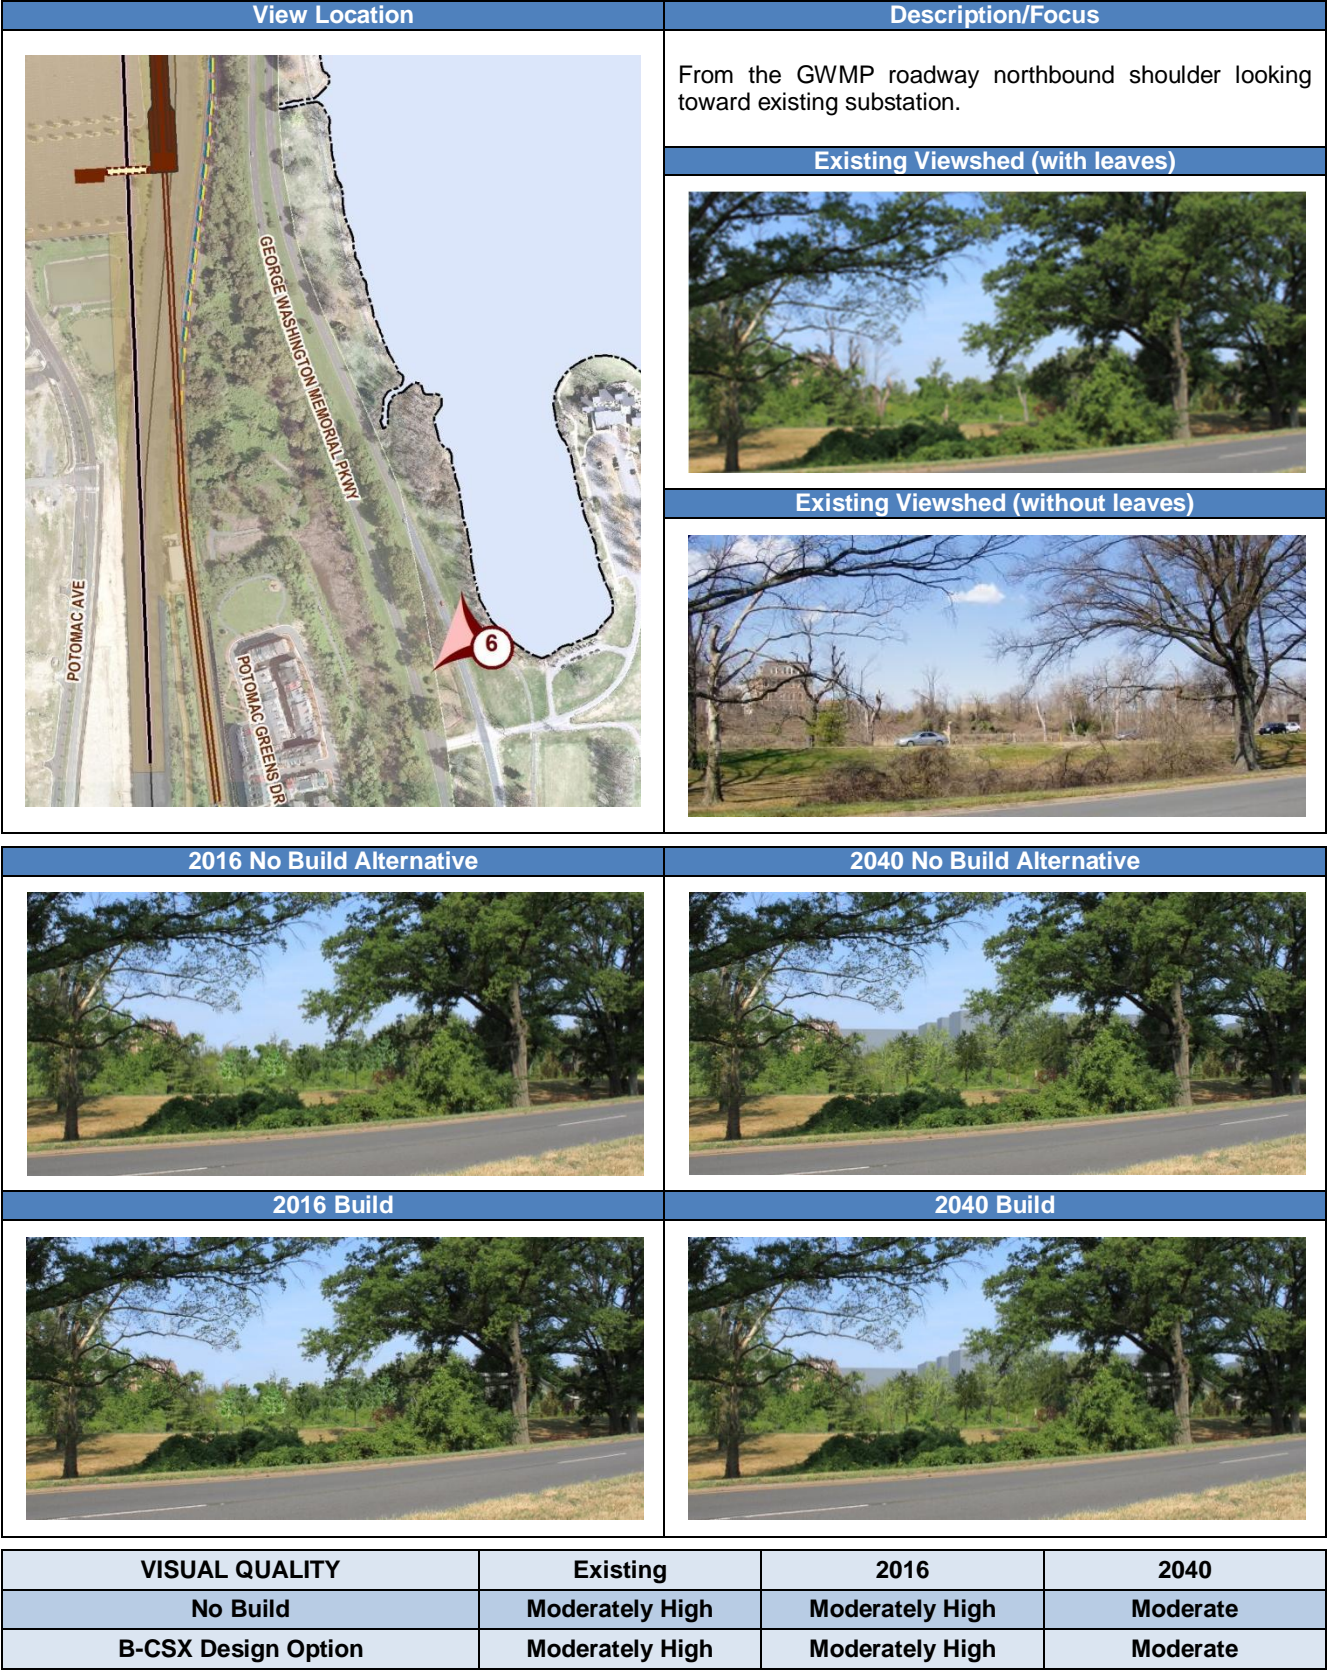 View Location
Description/Focus
GEORGE WASHINGTON MEMORIAL PKWY
POTOMAC AVE
POTOMAC GREENS DR
6
From the GWMP roadway northbound shoulder looking
toward existing substation.
Existing Viewshed (with leaves)
Existing Viewshed (without leaves)
2016 No Build Alternative
2040 No Build Alternative
2016 Build
2040 Build
VISUAL QUALITY Existing 2016 2040
No Build Moderately High Moderately High Moderate
B-CSX Design Option Moderately High Moderately High Moderate